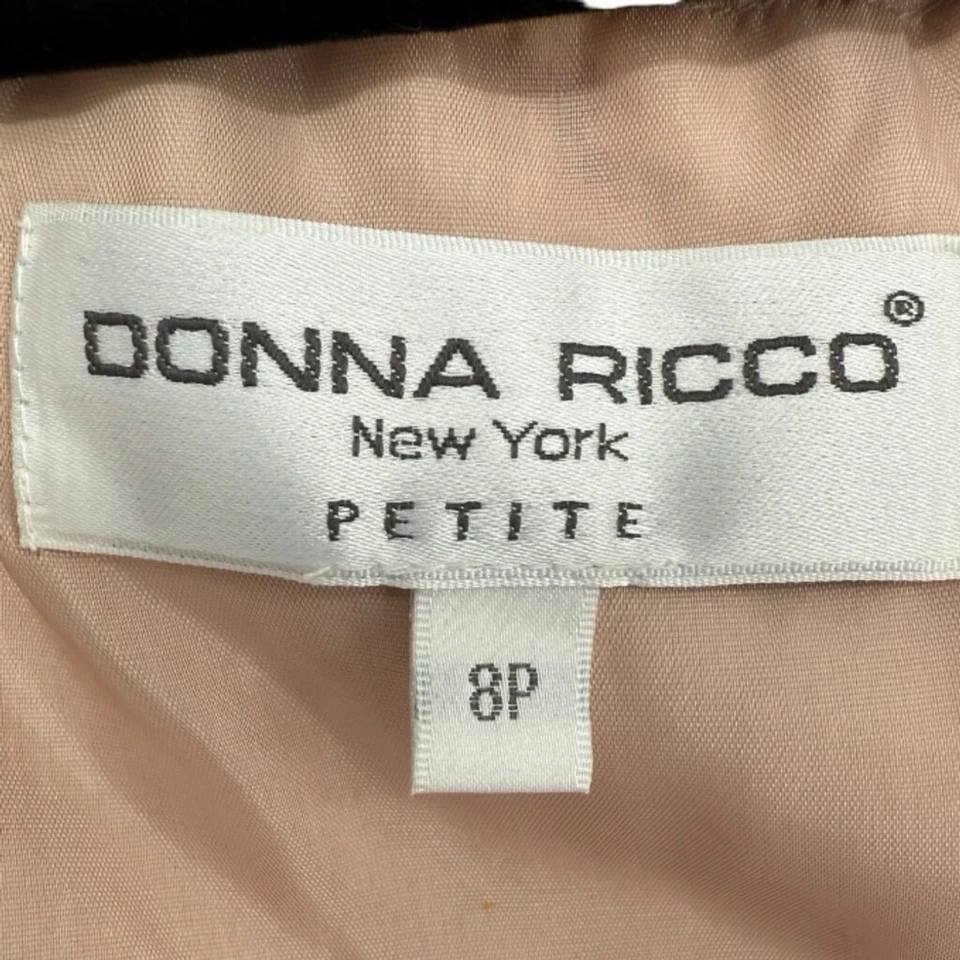 DONNA RICCO®
New York
PETITE
8P